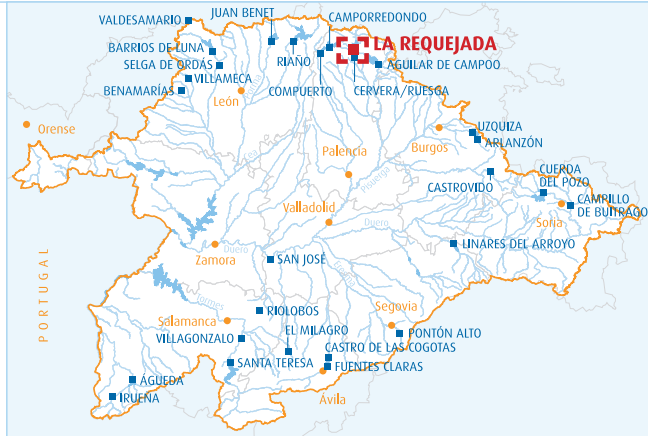 JUAN BENET
VALDESAMARIO
CAMPORREDONDO
BARRIOS DE LUNA
RIAÑO
LA REQUEJADA
SELGA DE ORDÁS
AGUILAR DE CAMPOO
VILLAMECA
BENAMARÍAS
León
COMPUERTO
CERVERA/RUESGA
Orense
UZQUIZA
ARLANZÓN
Burgos
Palencia
CUERDA
DEL POZO
CASTROVIDO
Pisuerga
CAMPILLO
DE BUITRAGO
Valladolid
Soria
Duero
PORTUGAL
Duero
Zamora
LINARES DEL ARROYO
SAN JOSÉ
Tormes
RIOLOBOS
Segovia
Salamanca
EL MILAGRO
PONTÓN ALTO
VILLAGONZALO
CASTRO DE LAS COGOTAS
SANTA TERESA
FUENTES CLARAS
ÁGUEDA
Ávila
IRUEÑA